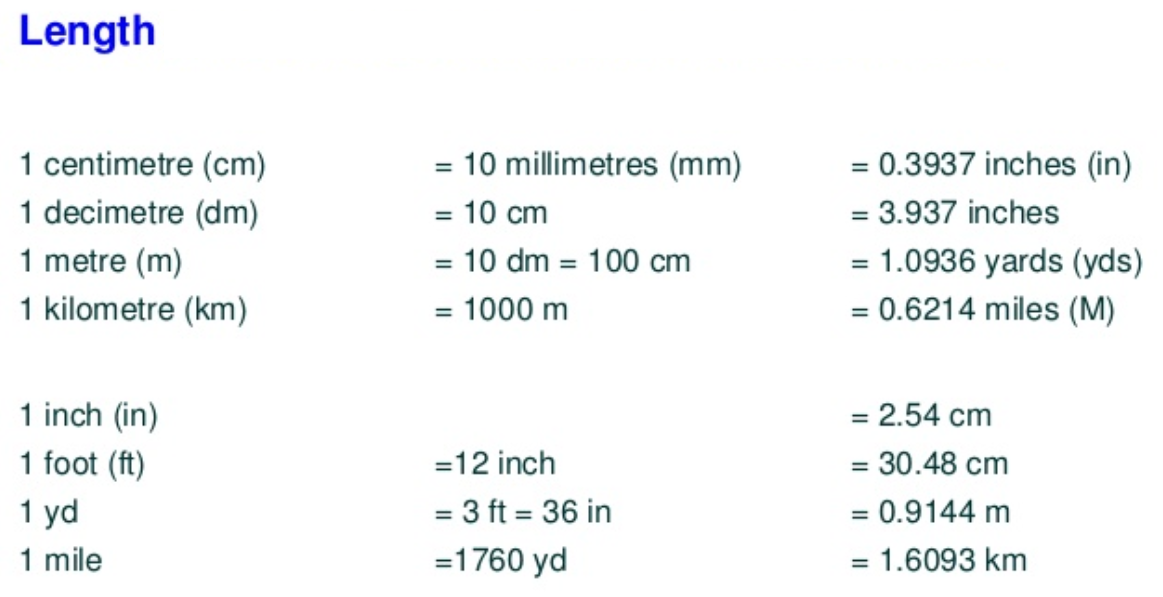 Length
1 centimetre (cm) = 10 millimetres (mm) = 0.3937 inches (in)
1 decimetre (dm) = 10 cm = 3.937 inches
1 metre (m) = 10 dm = 100 cm = 1.0936 yards (yds)
1 kilometre (km) = 1000 m = 0.6214 miles (M)
1 inch (in) = 2.54 cm
1 foot (ft) =12 inch = 30.48 cm
1 yd = 3 ft = 36 in = 0.9144 m
1 mile =1760 yd = 1.6093 km